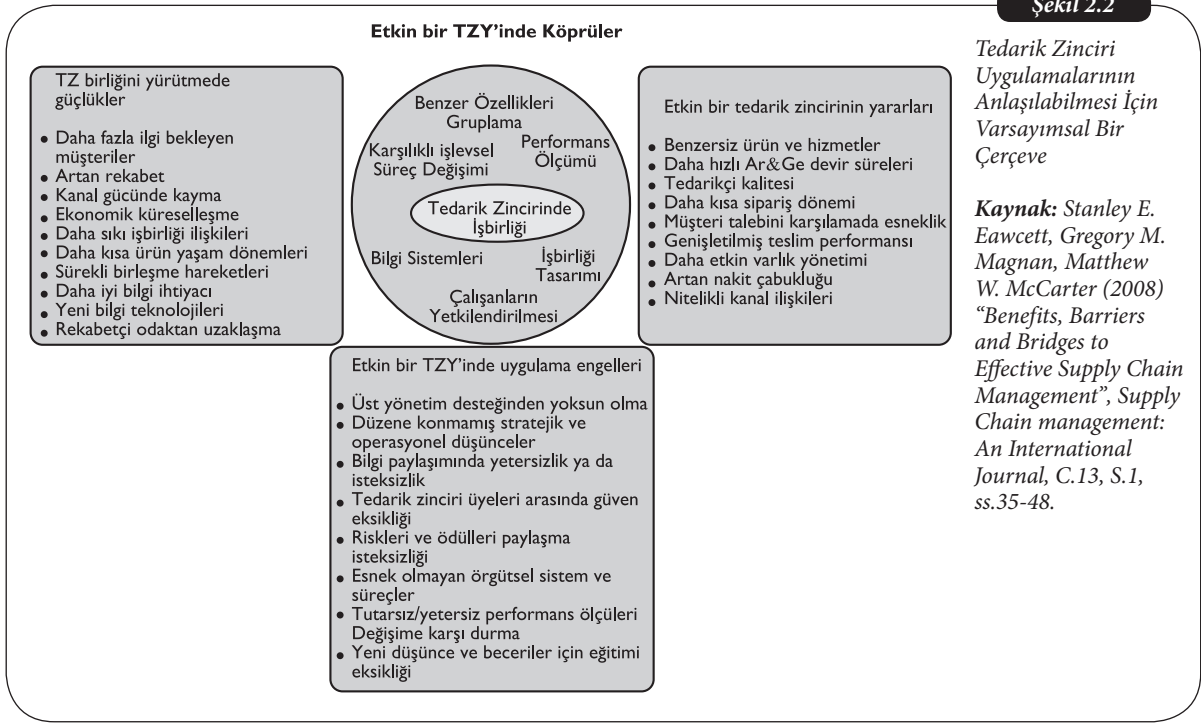 Şekil 2.2
Etkin bir TZY’inde Köprüler
TZ birliğini yürütmede
güçlükler
• Daha fazla ilgi bekleyen
müşteriler
• Artan rekabet
• Kanal gücünde kayma
• Ekonomik küreselleşme
• Daha sıkı işbirliği ilişkileri
• Daha kısa ürün yaşam dönemleri
• Sürekli birleşme hareketleri
• Daha iyi bilgi ihtiyacı
• Yeni bilgi teknolojileri
• Rekabetçi odaktan uzaklaşma
Benzer Özellikleri
Gruplama
Karşılıklı işlevsel
Süreç Değişimi
Performans
Ölçümü
Tedarik Zincirinde
İşbirliği
Bilgi Sistemleri
İşbirliği
Tasarımı
Çalışanların
Yetkilendirilmesi
Etkin bir tedarik zincirinin yararları
• Benzersiz ürün ve hizmetler
• Daha hızlı Ar&Ge devir süreleri
• Tedarikçi kalitesi
• Daha kısa sipariş dönemi
• Müşteri talebini karşılamada esneklik
• Genişletilmiş teslim performansı
• Daha etkin varlık yönetimi
• Artan nakit çabukluğu
• Nitelikli kanal ilişkileri
Etkin bir TZY’inde uygulama engelleri
• Üst yönetim desteğinden yoksun olma
• Düzene konmamış stratejik ve
operasyonel düşünceler
• Bilgi paylaşımında yetersizlik ya da
isteksizlik
• Tedarik zinciri üyeleri arasında güven
eksikliği
• Riskleri ve ödülleri paylaşma
isteksizliği
• Esnek olmayan örgütsel sistem ve
süreçler
• Tutarsız/yetersiz performans ölçüleri
Değişime karşı durma
• Yeni düşünce ve beceriler için eğitimi
eksikliği
Tedarik Zinciri
Uygulamalarının
Anlaşılabilmesi İçin
Varsayımsal Bir
Çerçeve
Kaynak: Stanley E.
Eawcett, Gregory M.
Magnan, Matthew
W. McCarter (2008)
“Benefits, Barriers
and Bridges to
Effective Supply Chain
Management”, Supply
Chain management:
An International
Journal, C.13, S.1,
ss.35-48.